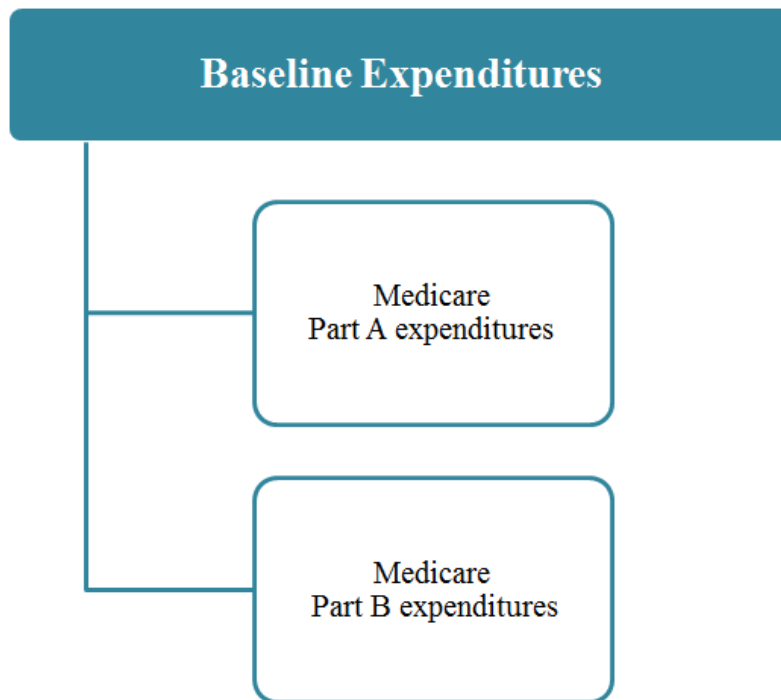 Baseline Expenditures
Medicare
Part A expenditures
Medicare
Part B expenditures